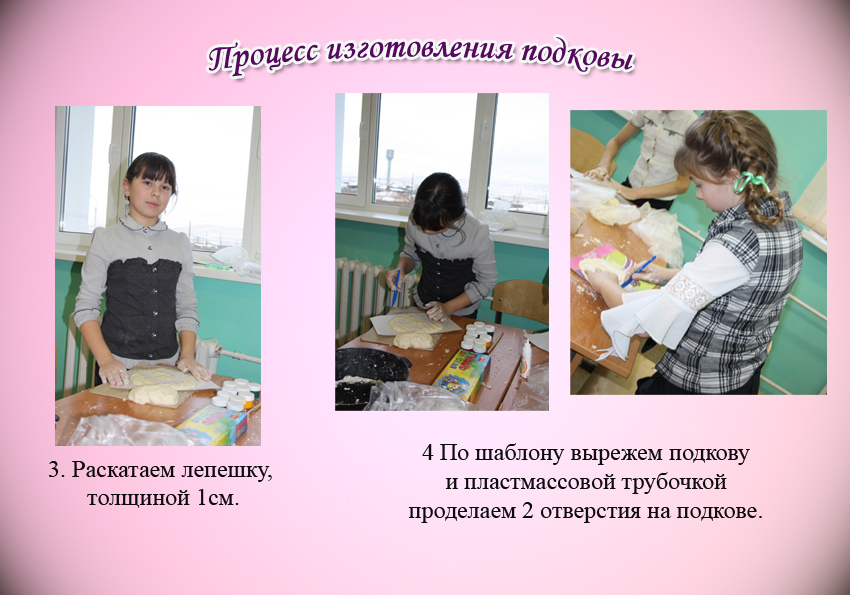 Процесс изготовления подковы
3. Раскатаем лепешку,
толщиной 1см.
4 По шаблону вырежем подкову
и пластмассовой трубочкой
проделаем 2 отверстия на подкове.